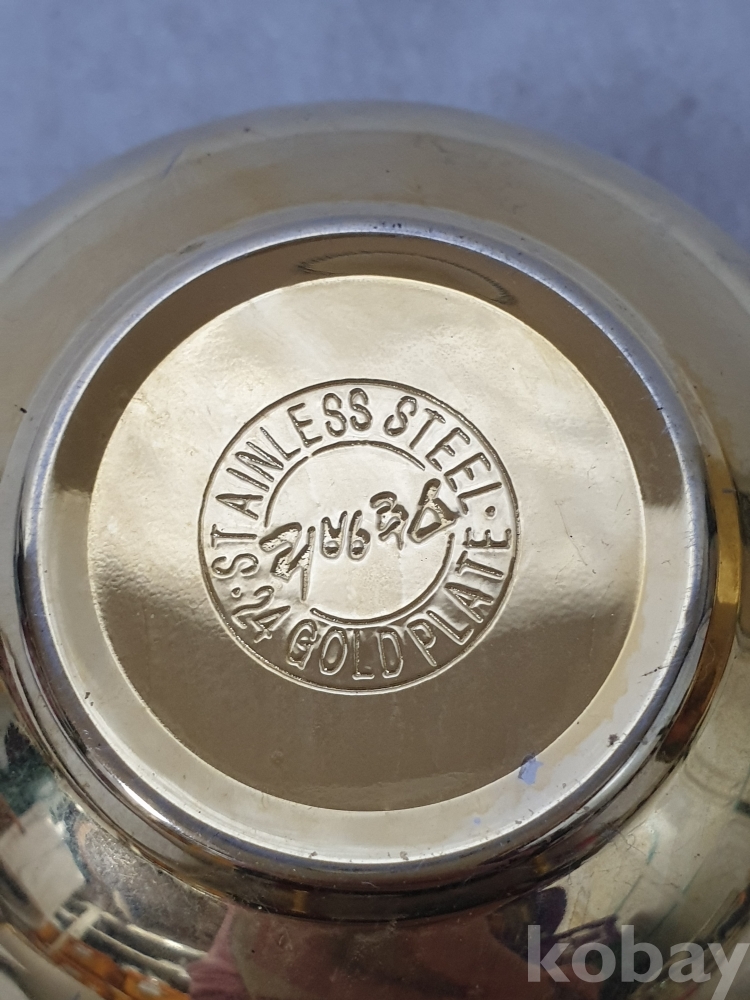 STAINLESS STEEL·
·24 GOLD PLATE
kobay